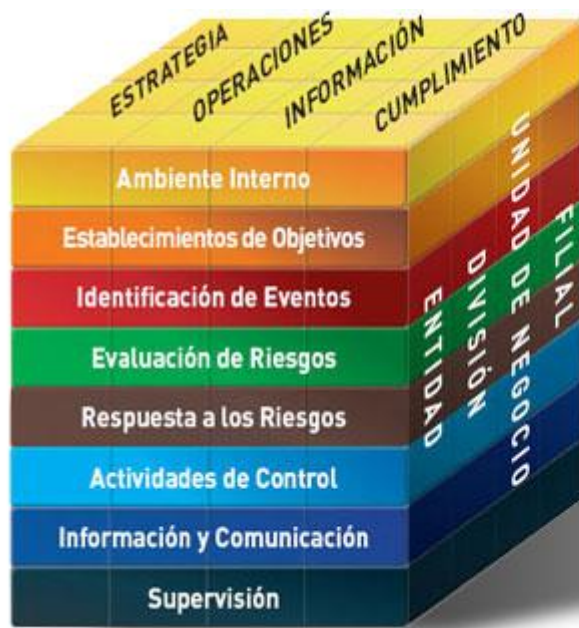 ESTRATEGIA
OPERACIONES
INFORMACIÓN
CUMPLIMIENTO
Ambiente Interno
Establecimientos de Objetivos
Identificación de Eventos
Evaluación de Riesgos
Respuesta a los Riesgos
Actividades de Control
Información y Comunicación
Supervisión
ENTIDAD
DIVISIÓN
UNIDAD DE NEGOCIO
FILIAL